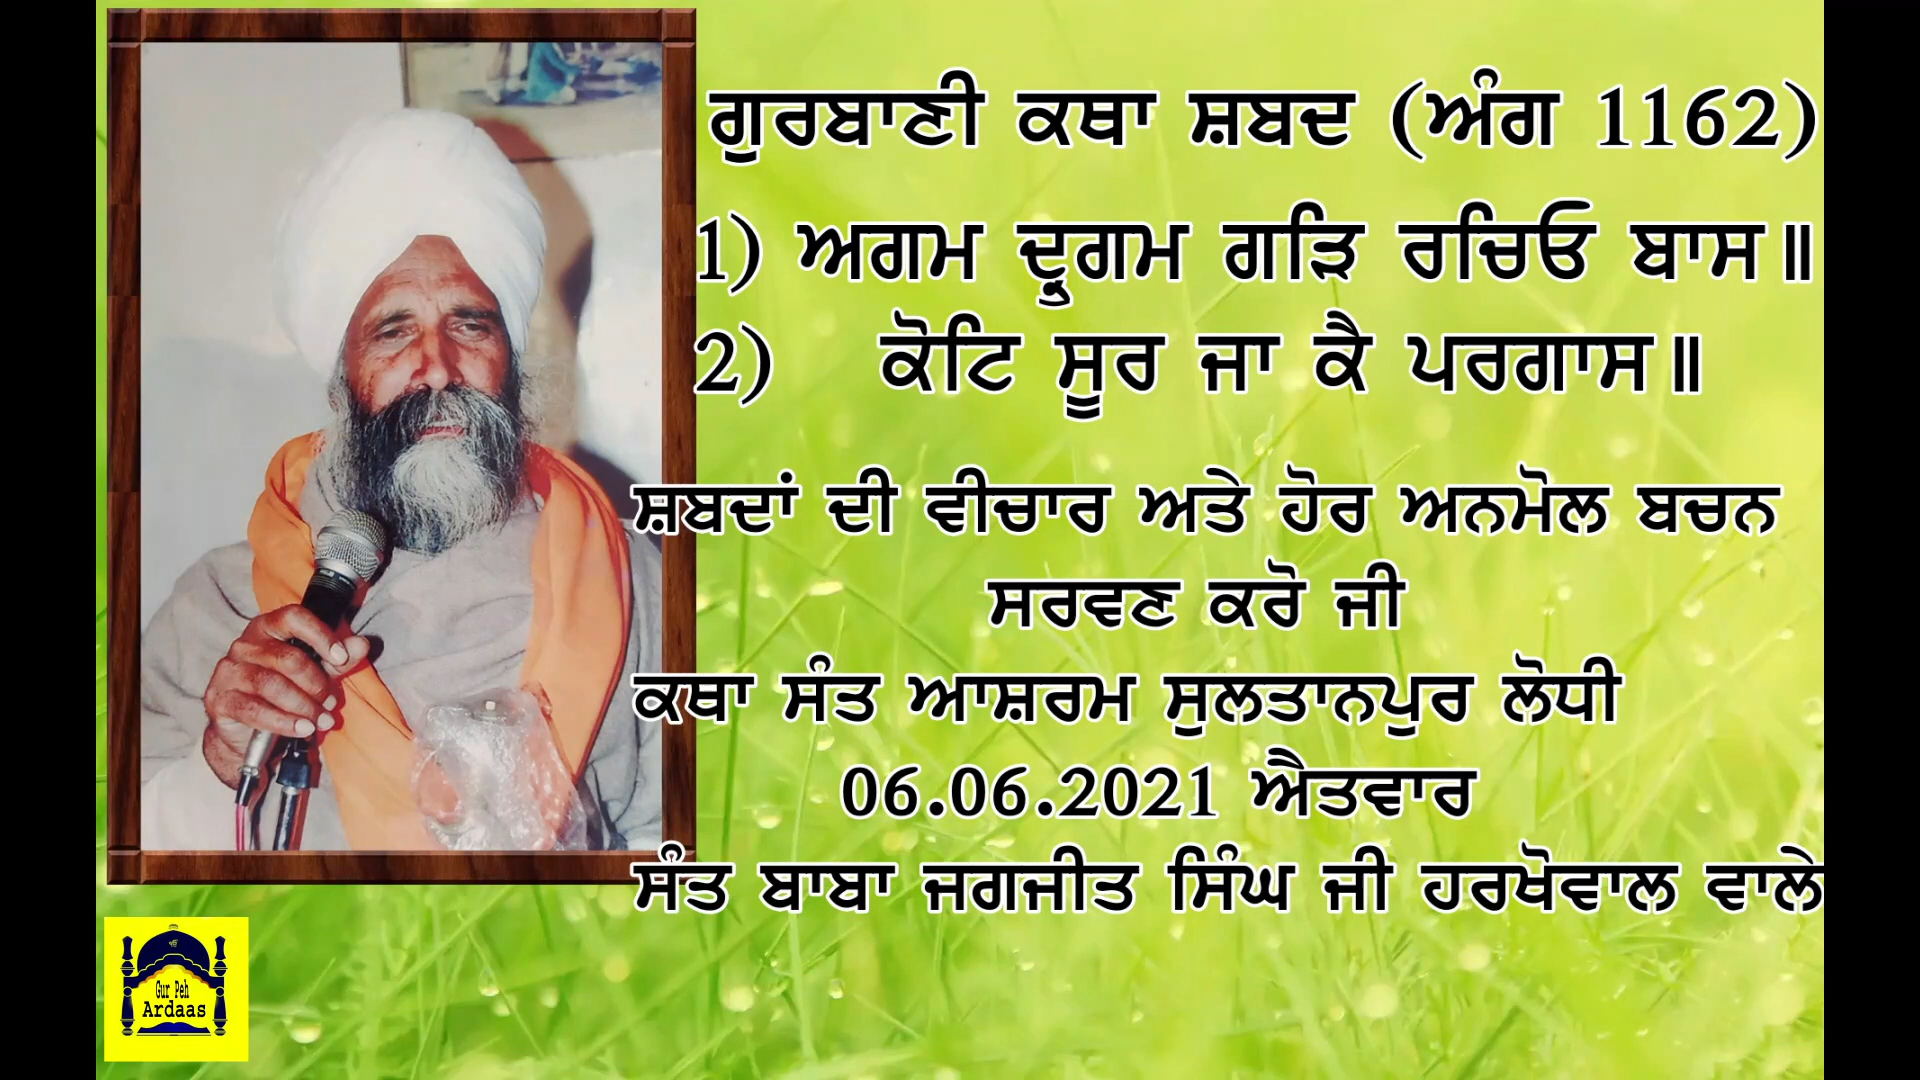 ਗੁਰਬਾਣੀ ਕਥਾ ਸ਼ਬਦ (ਅੰਗ 1162)
1) ਅਗਮ ਦ੍ਰੁਗਮ ਗੜਿ ਰਚਿਓ ਬਾਸ॥
2) ਕੋਟਿ ਸੂਰ ਜਾ ਕੈ ਪਰਗਾਸ॥
ਸ਼ਬਦਾਂ ਦੀ ਵੀਚਾਰ ਅਤੇ ਹੋਰ ਅਨਮੋਲ ਬਚਨ
ਸਰਵਣ ਕਰੋ ਜੀ
ਕਥਾ ਸੰਤ ਆਸ਼ਰਮ ਸੁਲਤਾਨਪੁਰ ਲੋਧੀ
06.06.2021 ਐਤਵਾਰ
ਸੰਤ ਬਾਬਾ ਜਗਜੀਤ ਸਿੰਘ ਜੀ ਹਰਖੋਵਾਲ ਵਾਲੇ
ੴ
Gur Peh
Ardaas